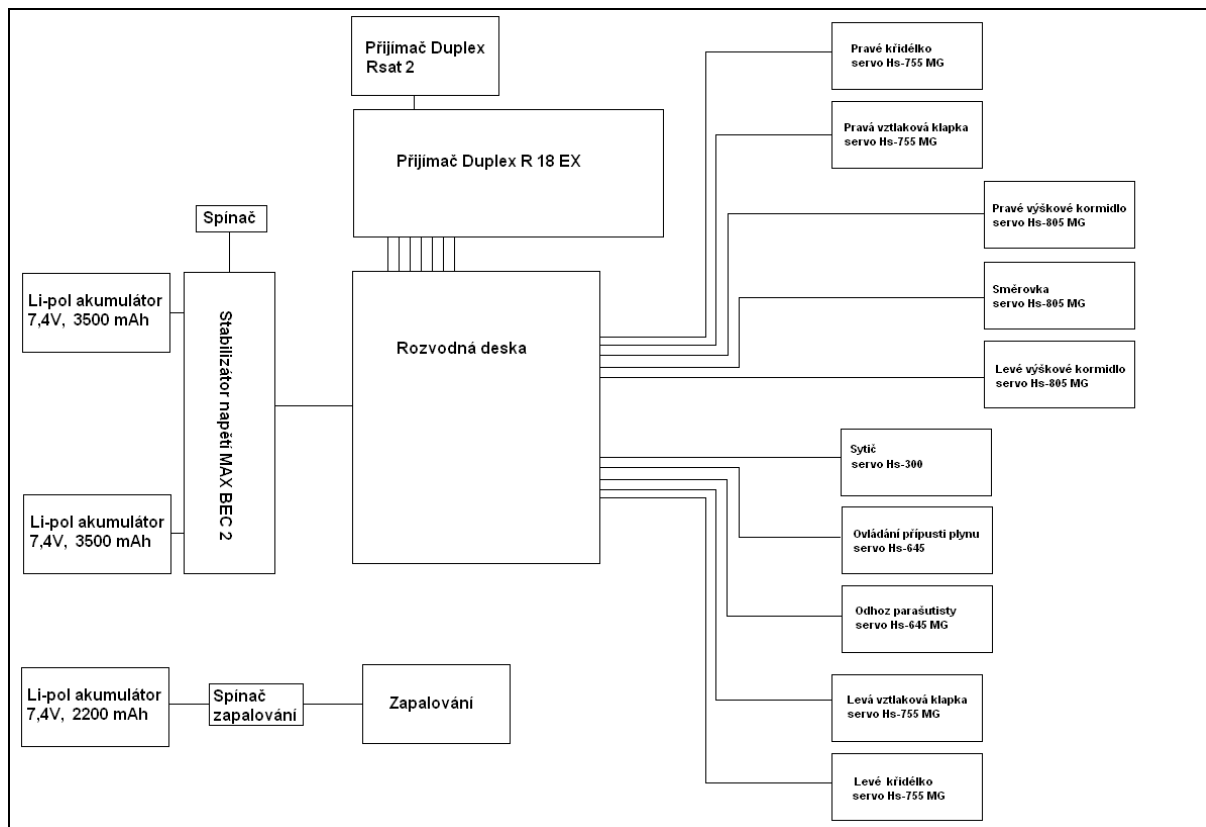 Přijímač Duplex
Rsat 2
Přijímač Duplex R 18 EX
Spínač
Li-pol akumulátor
7,4V, 3500 mAh
Stabilizátor napětí MAX BEC 2
Li-pol akumulátor
7,4V, 3500 mAh
Rozvodná deska
Li-pol akumulátor
7,4V, 2200 mAh
Spínač
zapalování
Zapalování
Pravé křidélko
servo Hs-755 MG
Pravá vztlaková klapka
servo Hs-755 MG
Pravé výškové kormidlo
servo Hs-805 MG
Směrovka
servo Hs-805 MG
Levé výškové kormidlo
servo Hs-805 MG
Sytič
servo Hs-300
Ovládání přípusti plynu
servo Hs-645
Odhoz parašutisty
servo Hs-645 MG
Levá vztlaková klapka
servo Hs-755 MG
Levé křidélko
servo Hs-755 MG